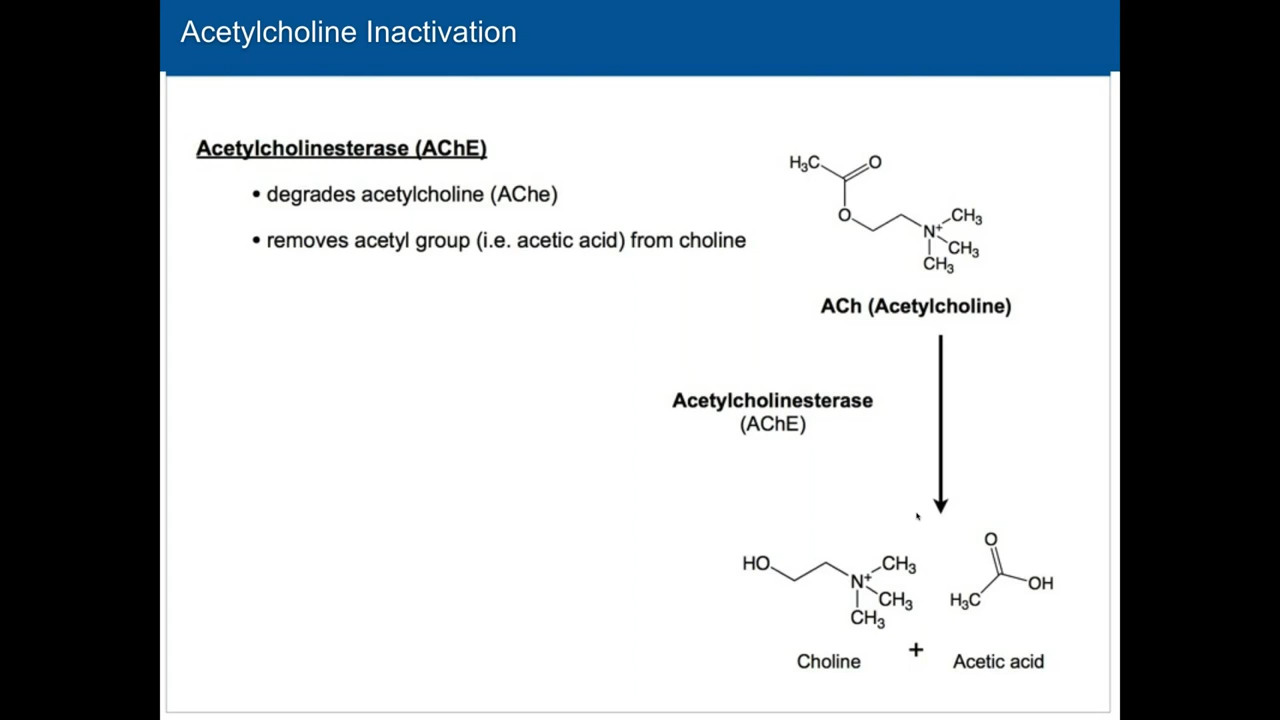 Acetylcholine Inactivation
Acetylcholinesterase (AChE)
• degrades acetylcholine (AChe)
• removes acetyl group (i.e. acetic acid) from choline
H₃C
O
O
N⁺
CH₃
CH₃
CH₃
ACh (Acetylcholine)
Acetylcholinesterase
(AChE)
HO
N⁺
CH₃
CH₃
CH₃
O
OH
H₃C
Choline + Acetic acid